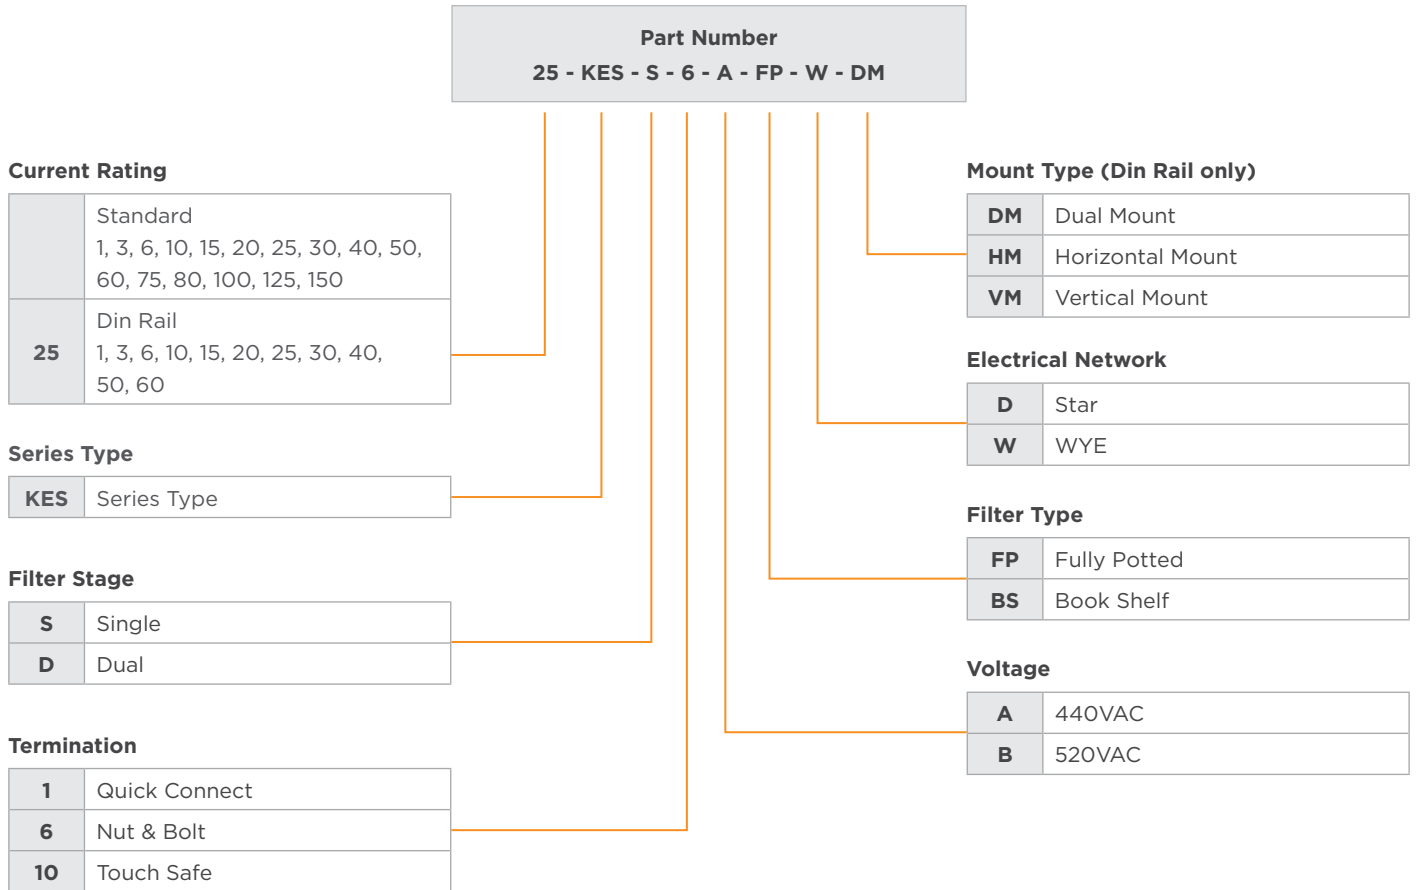 Part Number
25 - KES - S - 6 - A - FP - W - DM
Current Rating
Standard
1, 3, 6, 10, 15, 20, 25, 30, 40, 50,
60, 75, 80, 100, 125, 150
25
Din Rail
1, 3, 6, 10, 15, 20, 25, 30, 40,
50, 60
Series Type
KES Series Type
Filter Stage
S Single
D Dual
Termination
1 Quick Connect
6 Nut & Bolt
10 Touch Safe
Mount Type (Din Rail only)
DM Dual Mount
HM Horizontal Mount
VM Vertical Mount
Electrical Network
D Star
W WYE
Filter Type
FP Fully Potted
BS Book Shelf
Voltage
A 440VAC
B 520VAC